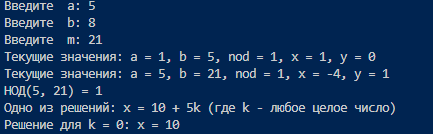 Введите  a: 5
Введите  b: 8
Введите  m: 21
Текущие значения: a = 1, b = 5, nod = 1, x = 1, y = 0
Текущие значения: a = 5, b = 21, nod = 1, x = -4, y = 1
НОД(5, 21) = 1
Одно из решений: x = 10 + 5k (где k - любое целое число)
Решение для k = 0: x = 10